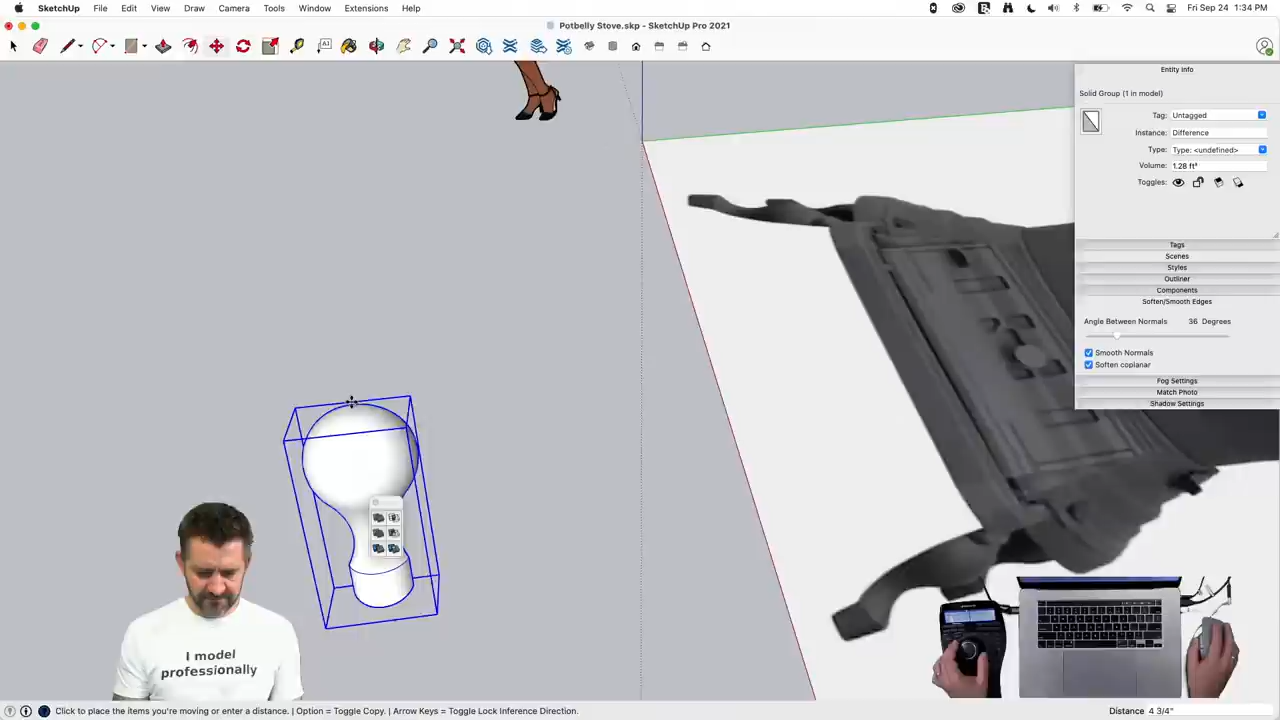 SketchUp File Edit View Draw Camera Tools Window Extensions Help
Fri Sep 24 1:34 PM
Potbelly Stove.skp - SketchUp Pro 2021
Entity Info
Solid Group (1 in model)
Tag: Untagged
Instance: Difference
Type: Type: <undefined>
Volume: 1.28 ft³
Toggles:
Tags
Scenes
Styles
Outliner
Components
Soften/Smooth Edges
Angle Between Normals 36 Degrees
Smooth Normals
Soften coplanar
Fog Settings
Match Photo
Shadow Settings
I model
professionally
Click to place the items you're moving or enter a distance. | Option = Toggle Copy. | Arrow Keys = Toggle Lock Inference Direction.
Distance 4 3/4"